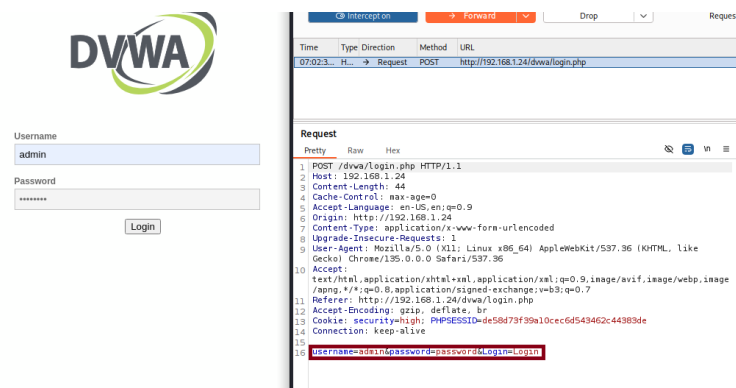 DVWA
Username
admin
Password
••••••••
Login
Intercept on
→ Forward
Drop
Reques
Time Type Direction Method URL
07:02:3... H... → Request POST http://192.168.1.24/dvwa/login.php
Request
Pretty Raw Hex
\n
1 POST /dvwa/login.php HTTP/1.1
2 Host: 192.168.1.24
3 Content-Length: 44
4 Cache-Control: max-age=0
5 Accept-Language: en-US,en;q=0.9
6 Origin: http://192.168.1.24
7 Content-Type: application/x-www-form-urlencoded
8 Upgrade-Insecure-Requests: 1
9 User-Agent: Mozilla/5.0 (X11; Linux x86_64) AppleWebKit/537.36 (KHTML, like
Gecko) Chrome/135.0.0.0 Safari/537.36
10 Accept:
text/html,application/xhtml+xml,application/xml;q=0.9,image/avif,image/webp,image
/apng,*/*;q=0.8,application/signed-exchange;v=b3;q=0.7
11 Referer: http://192.168.1.24/dvwa/login.php
12 Accept-Encoding: gzip, deflate, br
13 Cookie: security=high; PHPSESSID=de58d73f39a10cec6d543462c44383de
14 Connection: keep-alive
15
16 username=admin&password=password&Login=Login